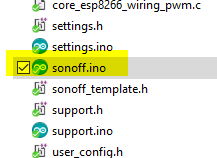 core_esp8266_wiring_pwm.c
settings.h
settings.ino
sonoff.ino
sonoff_template.h
support.h
support.ino
user_config.h